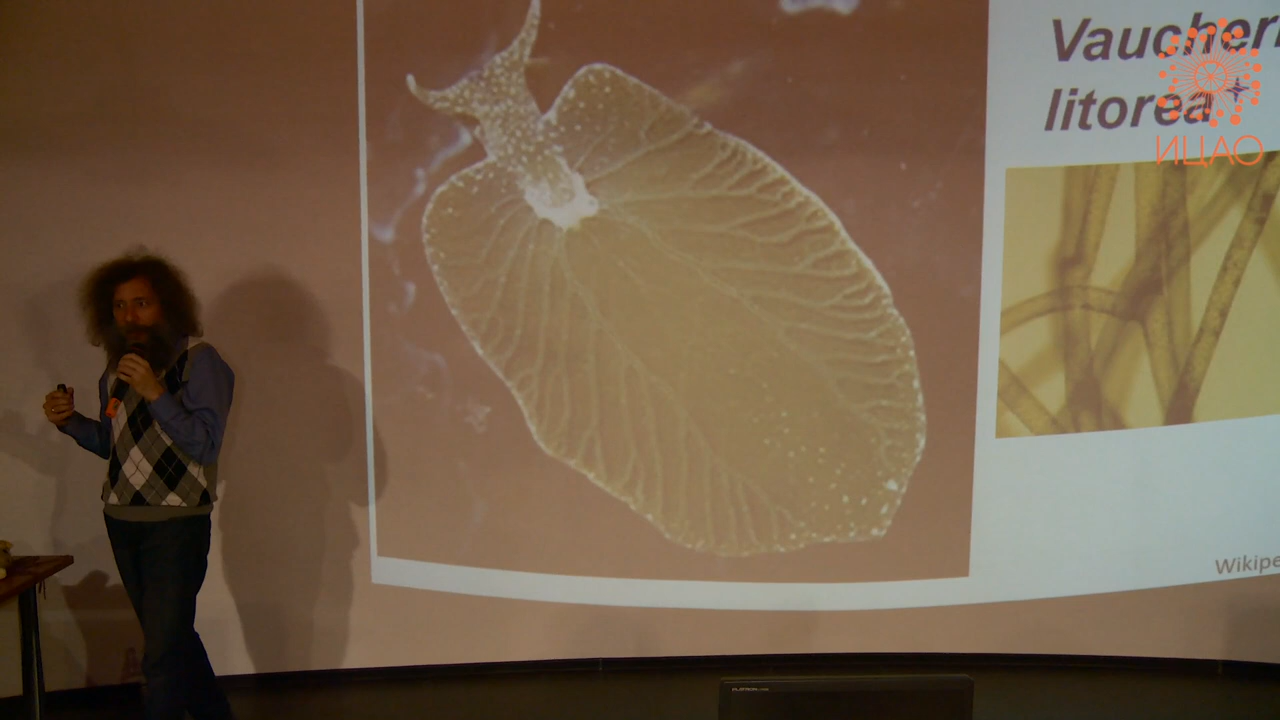 Vaucheri
litorea
ИЦАО
Wikipe